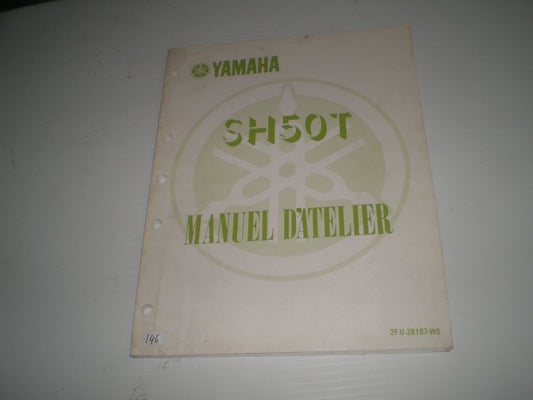 YAMAHA
SH50T
MANUEL D'ATELIER
2FU-28197-W0
146